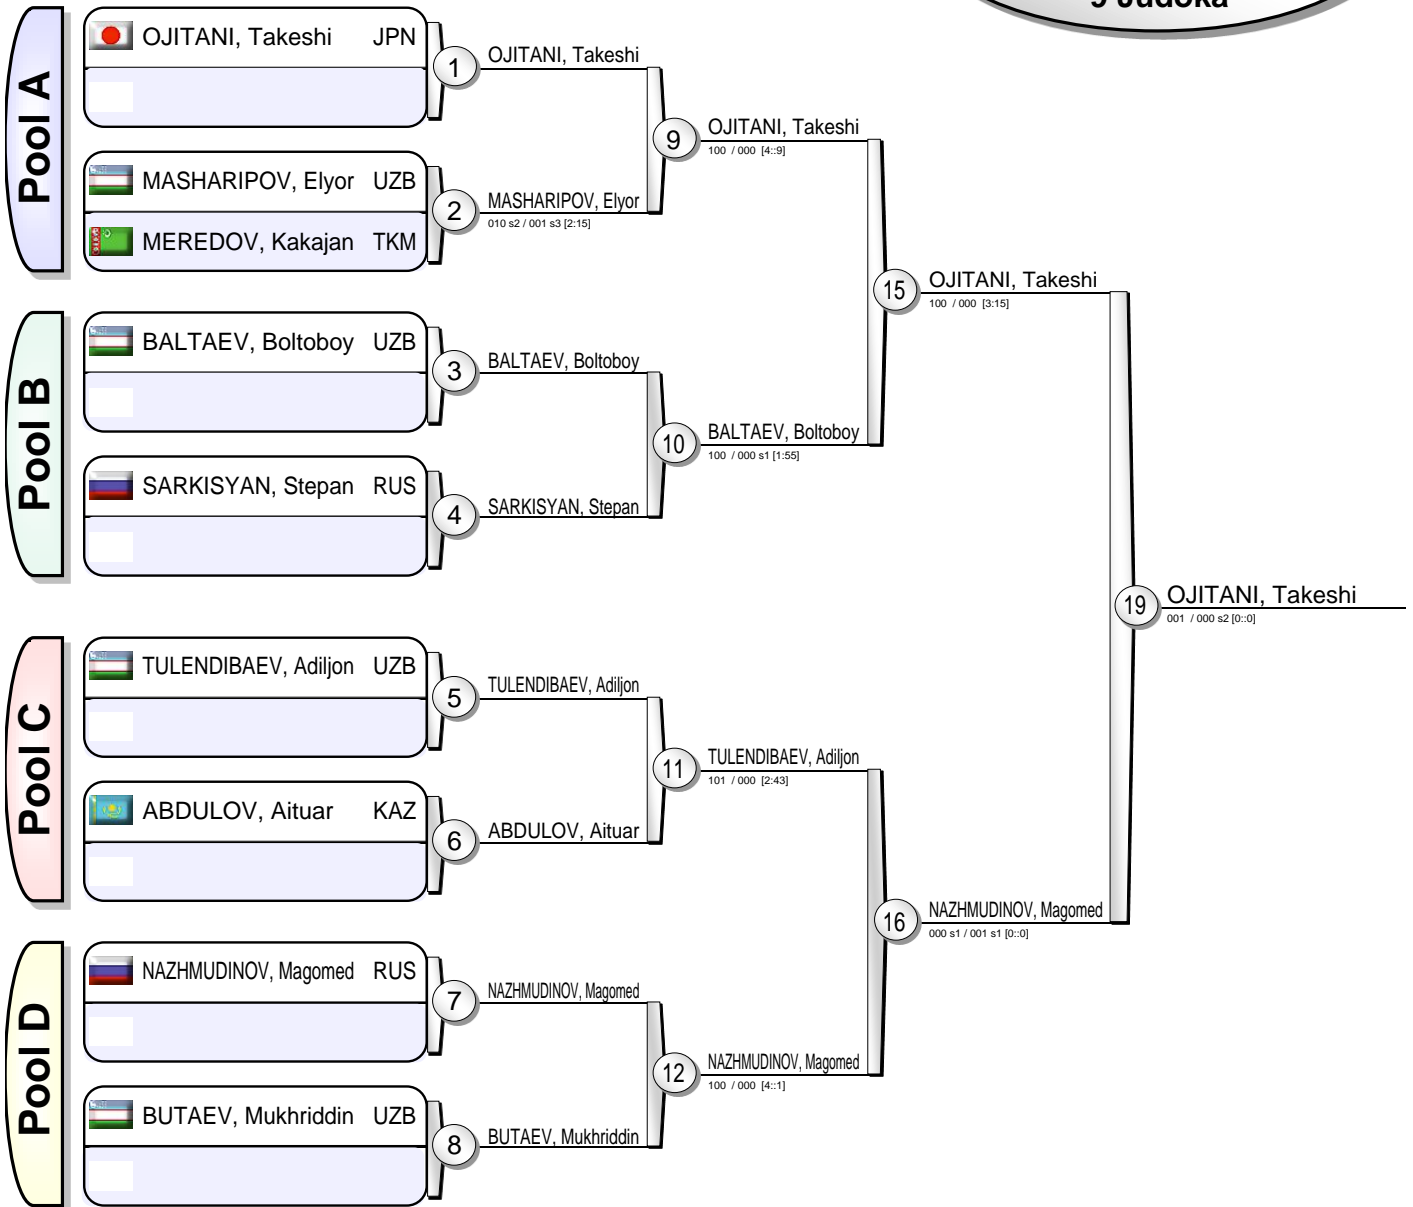 9 Judoka
Pool A
OJITANI, Takeshi JPN
MASHARIPOV, Elyor UZB
MEREDOV, Kakajan TKM
1
OJITANI, Takeshi
2
MASHARIPOV, Elyor
010 s2 / 001 s3 [2:15]
9
OJITANI, Takeshi
100 / 000 [4::9]
Pool B
BALTAEV, Boltoboy UZB
SARKISYAN, Stepan RUS
3
BALTAEV, Boltoboy
4
SARKISYAN, Stepan
10
BALTAEV, Boltoboy
100 / 000 s1 [1:55]
15
OJITANI, Takeshi
100 / 000 [3:15]
Pool C
TULENDIBAEV, Adiljon UZB
ABDULOV, Aituar KAZ
5
TULENDIBAEV, Adiljon
6
ABDULOV, Aituar
11
TULENDIBAEV, Adiljon
101 / 000 [2:43]
Pool D
NAZHMUDINOV, Magomed RUS
BUTAEV, Mukhriddin UZB
7
NAZHMUDINOV, Magomed
8
BUTAEV, Mukhriddin
12
NAZHMUDINOV, Magomed
100 / 000 [4::1]
16
NAZHMUDINOV, Magomed
000 s1 / 001 s1 [0::0]
19
OJITANI, Takeshi
001 / 000 s2 [0::0]